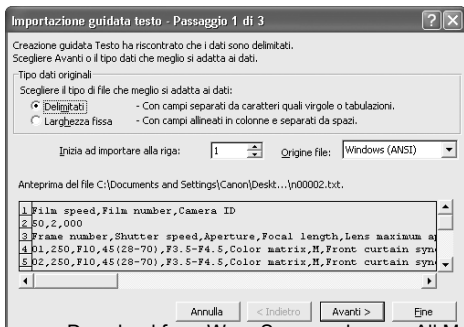 Importazione guidata testo - Passaggio 1 di 3
Creazione guidata Testo ha riscontrato che i dati sono delimitati.
Scegliere Avanti o il tipo dati che meglio si adatta ai dati.
Tipo dati originali
Scegliere il tipo di file che meglio si adatta ai dati:
Delimitati - Con campi separati da caratteri quali virgole o tabulazioni.
Larghezza fissa - Con campi allineati in colonne e separati da spazi.
Inizia ad importare alla riga: 1 Origine file: Windows (ANSI)
Anteprima del file C:\Documents and Settings\Canon\Deskt...\n00002.txt.
1 Film speed,Film number,Camera ID
2 50,2,000
3 Frame number,Shutter speed,Aperture,Focal length,Lens maximum
4 01,250,F10,45(28-70),F3.5-F4.5,Color matrix,M,Front curtain
5 02,250,F10,45(28-70),F3.5-F4.5,Color matrix,M,Front curtain
Annulla < Indietro Avanti > Fine